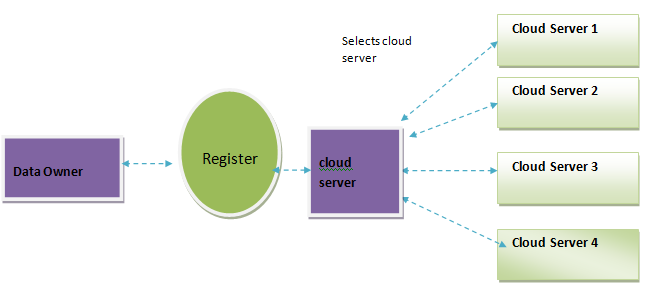 Data Owner
Register
cloud
server
Selects cloud
server
Cloud Server 1
Cloud Server 2
Cloud Server 3
Cloud Server 4